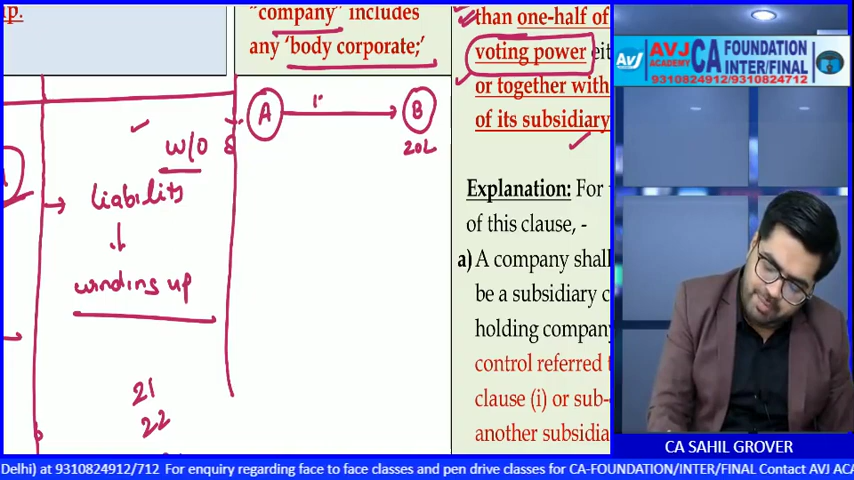 "company" includes
any 'body corporate;'
than one-half of
voting power
or together with
of its subsidiary
Explanation: For
of this clause, -
a) A company shall
be a subsidiary c
holding company
control referred t
clause (i) or sub-
another subsidia
W/O
liability
winding up
21
22
A
B
20L
AVJ
AVJ
ACADEMY
CA
FOUNDATION
INTER/FINAL
9310824912/9310824712
CA SAHIL GROVER
Delhi) at 9310824912/712 For enquiry regarding face to face classes and pen drive classes for CA-FOUNDATION/INTER/FINAL Contact AVJ ACA